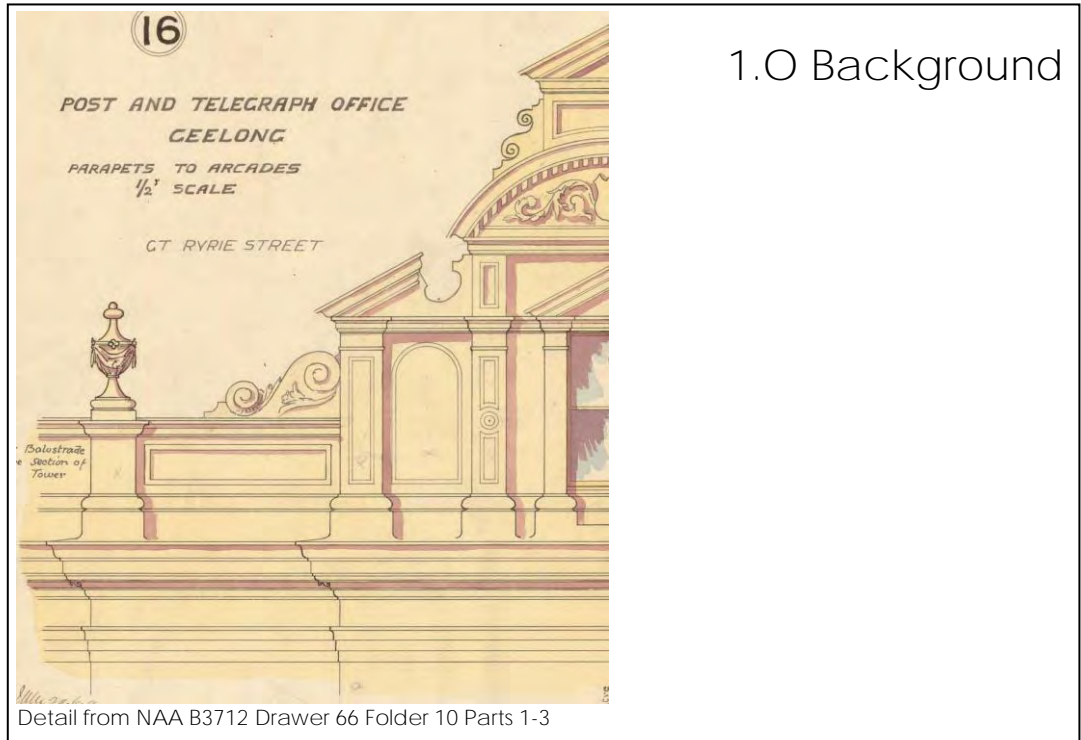 16
1.0 Background
POST AND TELEGRAPH OFFICE
GEELONG
PARAPETS TO ARCADES
1/2" SCALE
GT RYRIE STREET
Balustrade
Section of
Tower
Detail from NAA B3712 Drawer 66 Folder 10 Parts 1-3